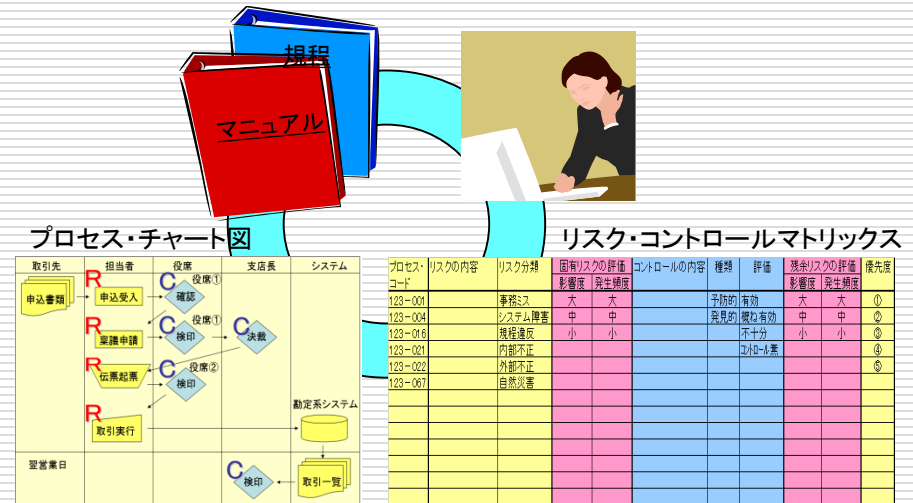 規程
マニュアル
プロセス・チャート図
リスク・コントロールマトリックス
取引先 担当者 役席 支店長 システム
申込書類
R
申込受入
C
役席①
確認
R
稟議申請
C
役席①
検印
C
決裁
R
伝票起票
C
役席②
検印
R
取引実行
勘定系システム
翌営業日
C
検印
取引一覧
プロセス・コード リスクの内容 リスク分類 固有リスクの評価 コントロールの内容 種類 評価 残余リスクの評価 優先度
影響度 発生頻度 影響度 発生頻度
123-001 事務ミス 大 大 予防的 有効 大 大 ①
123-004 システム障害 中 中 発見的 概ね有効 中 中 ②
123-016 規程違反 小 小 不十分 小 小 ③
123-021 内部不正 コントロール無 ④
123-022 外部不正 ⑤
123-067 自然災害